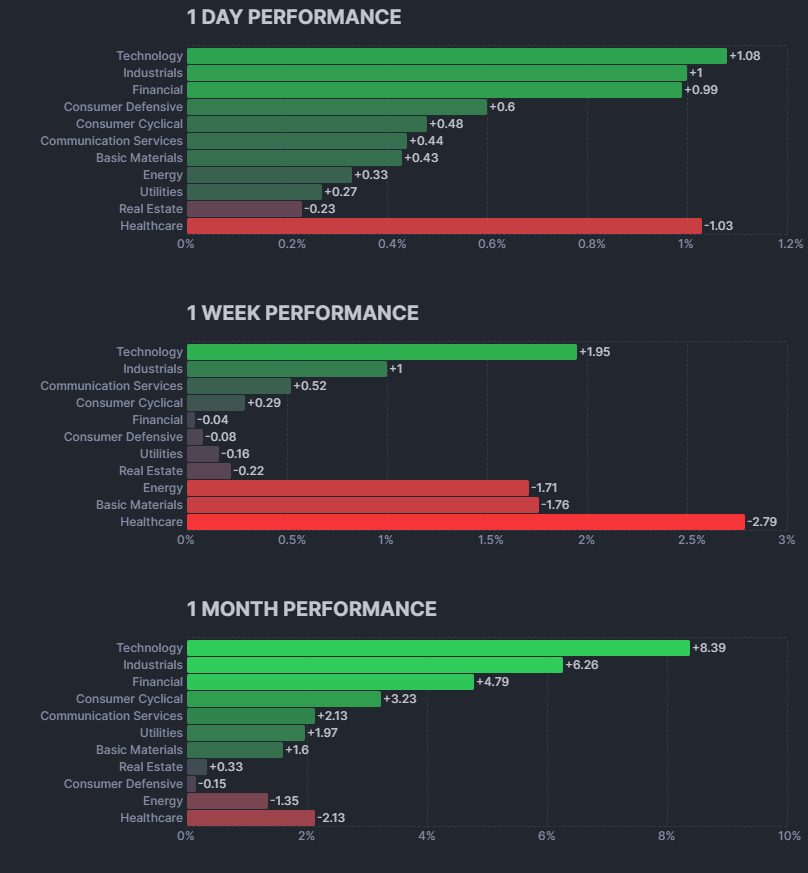 1 DAY PERFORMANCE
Technology +1.08
Industrials +1
Financial +0.99
Consumer Defensive +0.6
Consumer Cyclical +0.48
Communication Services +0.44
Basic Materials +0.43
Energy +0.33
Utilities +0.27
Real Estate -0.23
Healthcare -1.03
0% 0.2% 0.4% 0.6% 0.8% 1% 1.2%
1 WEEK PERFORMANCE
Technology +1.95
Industrials +1
Communication Services +0.52
Consumer Cyclical +0.29
Financial -0.04
Consumer Defensive -0.08
Utilities -0.16
Real Estate -0.22
Energy -1.71
Basic Materials -1.76
Healthcare -2.79
0% 0.5% 1% 1.5% 2% 2.5% 3%
1 MONTH PERFORMANCE
Technology +8.39
Industrials +6.26
Financial +4.79
Consumer Cyclical +3.23
Communication Services +2.13
Utilities +1.97
Basic Materials +1.6
Real Estate +0.33
Consumer Defensive -0.15
Energy -1.35
Healthcare -2.13
0% 2% 4% 6% 8% 10%